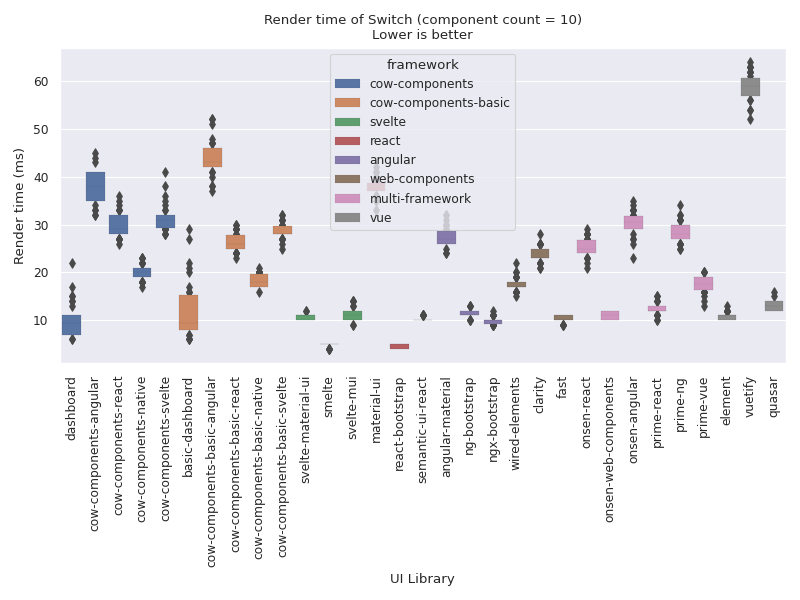 Render time of Switch (component count = 10)
Lower is better
framework
cow-components
cow-components-basic
svelte
react
angular
web-components
multi-framework
vue
Render time (ms)
60
50
40
30
20
10
dashboard
cow-components-angular
cow-components-react
cow-components-native
cow-components-svelte
basic-dashboard
cow-components-basic-angular
cow-components-basic-react
cow-components-basic-native
cow-components-basic-svelte
svelte-material-ui
smelte
svelte-mui
material-ui
react-bootstrap
semantic-ui-react
angular-material
ng-bootstrap
ngx-bootstrap
wired-elements
clarity
fast
onsen-react
onsen-web-components
onsen-angular
prime-react
prime-ng
prime-vue
element
vuetify
quasar
UI Library